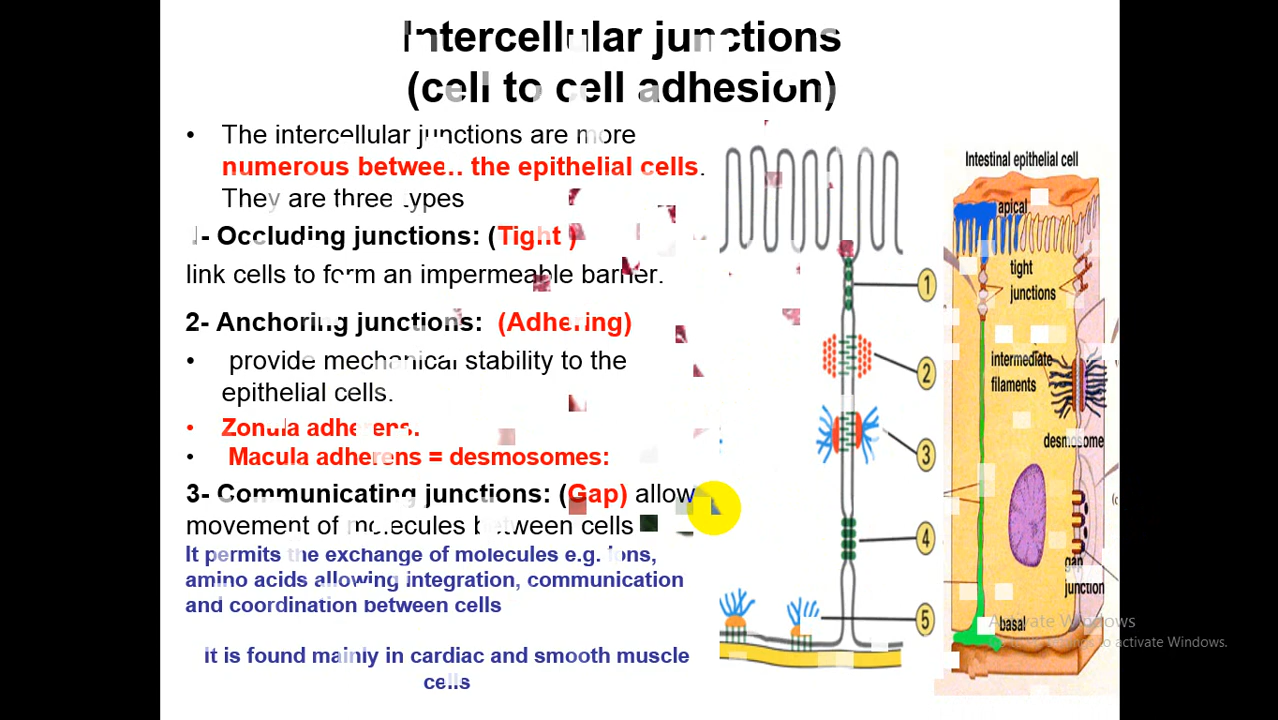 Intercellular junctions
(cell to cell adhesion)
• The intercellular junctions are more
numerous between the epithelial cells.
They are three types
1- Occluding junctions: (Tight )
link cells to form an impermeable barrier.
2- Anchoring junctions: (Adhering)
• provide mechanical stability to the
epithelial cells.
• Zonula adherens.
• Macula adherens = desmosomes:
3- Communicating junctions: (Gap) allow
movement of molecules between cells
It permits the exchange of molecules e.g. ions,
amino acids allowing integration, communication
and coordination between cells
It is found mainly in cardiac and smooth muscle
cells
1
2
3
4
5
Intestinal epithelial cell
apical
tight
junctions
intermediate
filaments
desmosome
gap
junction
basal
Activate Windows
to activate Windows.